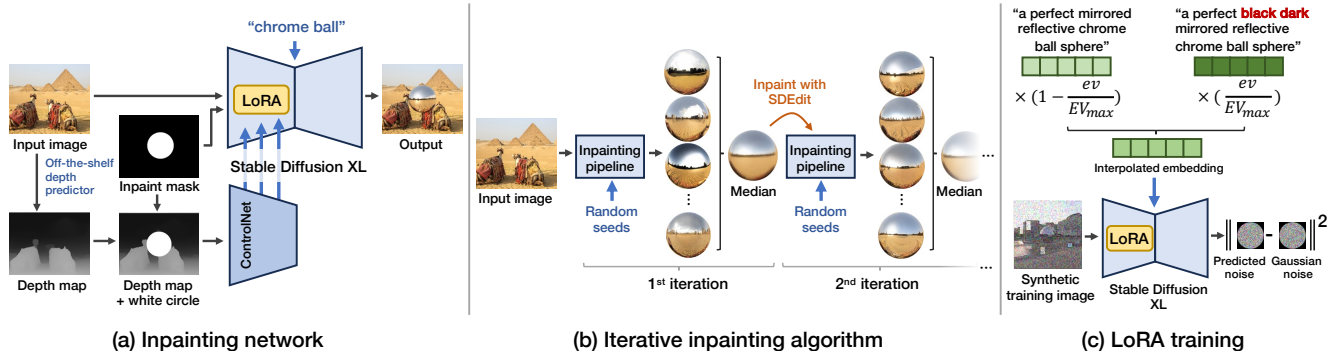 "chrome ball"
LoRA
Input image
Off-the-shelf
depth
predictor
Inpaint mask
Stable Diffusion XL
Output
ControlNet
Depth map
Depth map
+ white circle
(a) Inpainting network
Input image
Inpainting
pipeline
Random
seeds
Median
Inpaint with
SDEdit
Inpainting
pipeline
Random
seeds
Median
...
1st iteration
2nd iteration
...
(b) Iterative inpainting algorithm
"a perfect mirrored
reflective chrome
ball sphere"
× (1 − ev/EVmax)
"a perfect black dark
mirrored reflective
chrome ball sphere"
× (ev/EVmax)
Interpolated embedding
LoRA
Synthetic
training image
Stable Diffusion
XL
|| - ||²
Predicted
noise
Gaussian
noise
(c) LoRA training